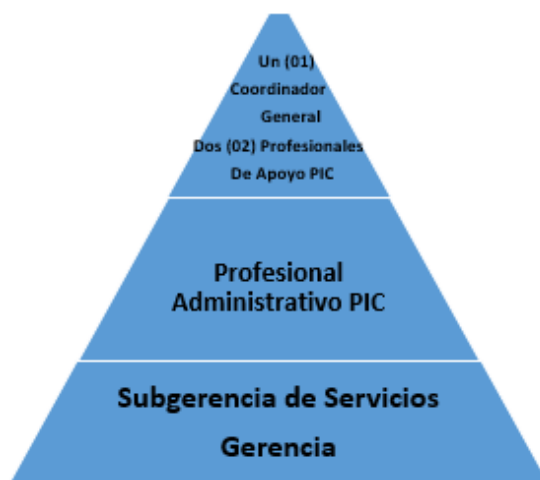 Un (01)
Coordinador
General
Dos (02) Profesionales
De Apoyo PIC
Profesional
Administrativo PIC
Subgerencia de Servicios
Gerencia